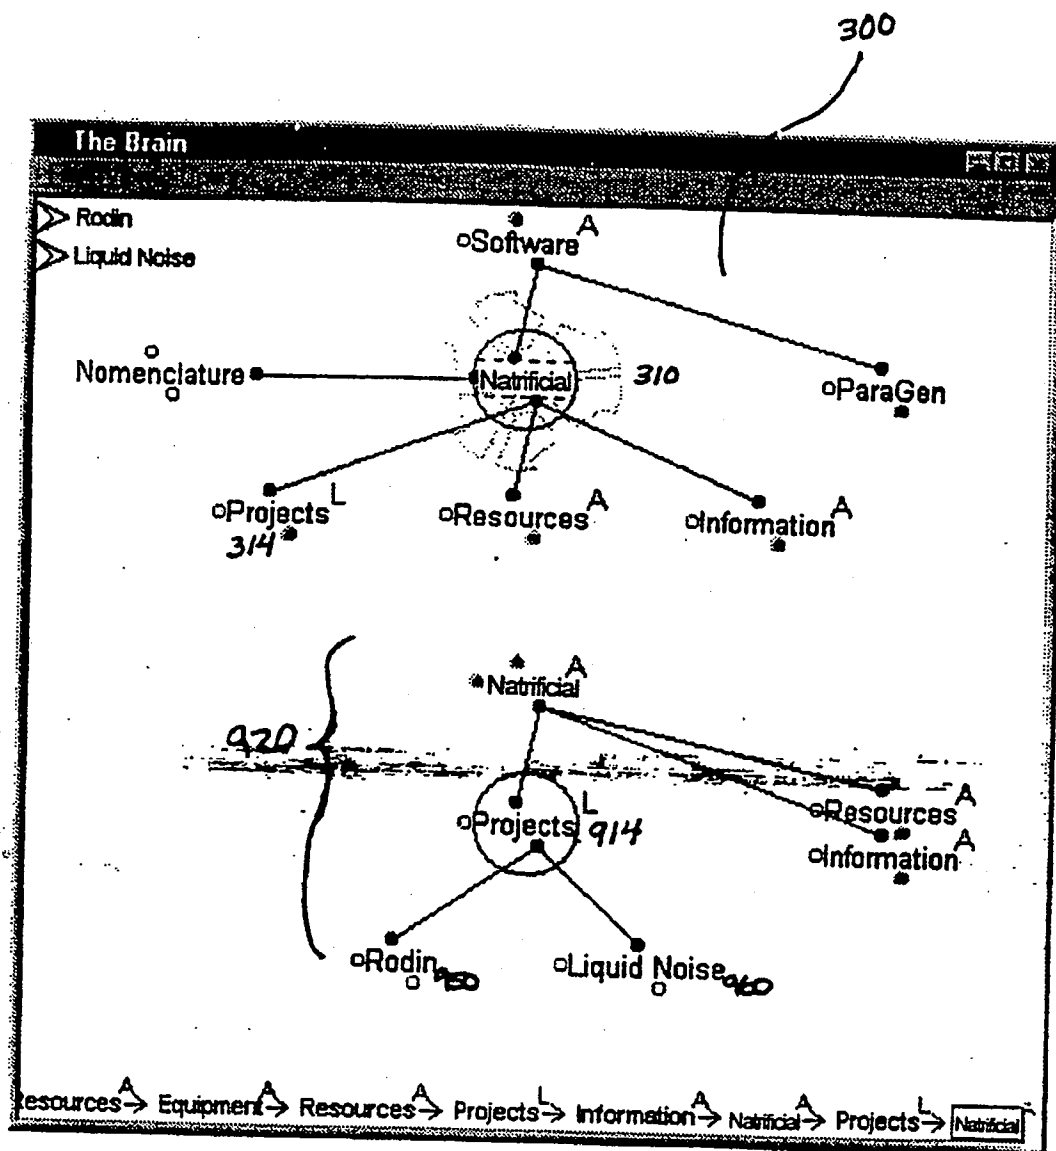 300
The Brain
Rodin
Software A
Liquid Noise
Nomenclature
Natrificial
310
ParaGen
Projects L
Resources A
Information A
314
Natrificial A
920
Resources A
Projects L
914
Information A
Rodin 950
Liquid Noise 960
Resources A → Equipment A → Resources A → Projects L → Information A → Natrificial A → Projects L → Natrificial